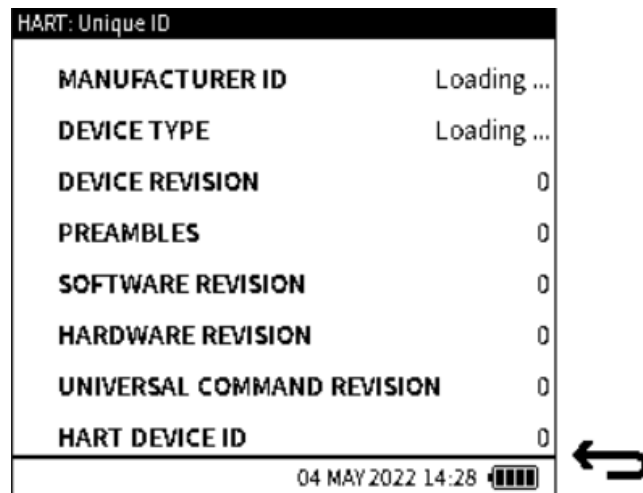 HART: Unique ID
MANUFACTURER ID Loading ...
DEVICE TYPE Loading ...
DEVICE REVISION 0
PREAMBLES 0
SOFTWARE REVISION 0
HARDWARE REVISION 0
UNIVERSAL COMMAND REVISION 0
HART DEVICE ID 0
04 MAY 2022 14:28